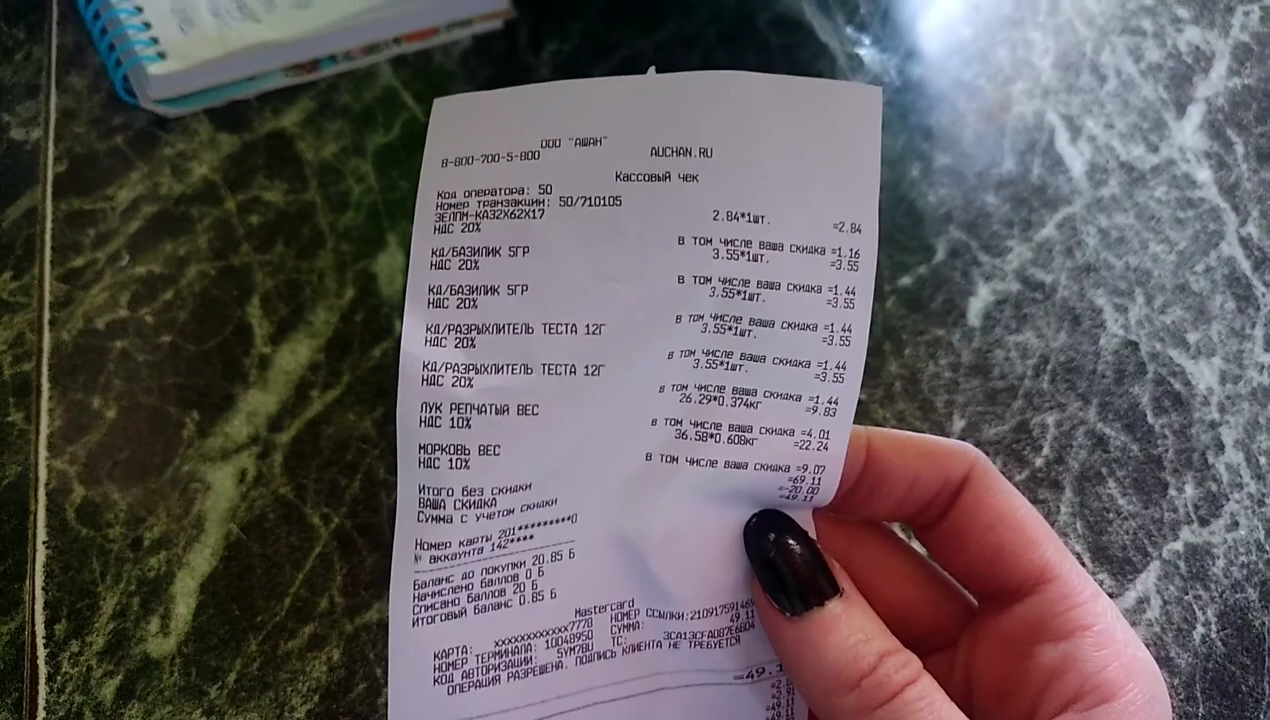 ООО "АШАН"
8-800-700-5-800 AUCHAN.RU
Кассовый чек
Код оператора: 50
Номер транзакции: 50/710105
ЗЕЛПМ-КА32Х62Х17 2.84*1шт. =2.84
НДС 20%
в том числе ваша скидка =1.16
КД/БАЗИЛИК 5ГР 3.55*1шт. =3.55
НДС 20%
в том числе ваша скидка =1.44
КД/БАЗИЛИК 5ГР 3.55*1шт. =3.55
НДС 20%
в том числе ваша скидка =1.44
КД/РАЗРЫХЛИТЕЛЬ ТЕСТА 12Г 3.55*1шт. =3.55
НДС 20%
в том числе ваша скидка =1.44
КД/РАЗРЫХЛИТЕЛЬ ТЕСТА 12Г 3.55*1шт. =3.55
НДС 20%
в том числе ваша скидка =1.44
ЛУК РЕПЧАТЫЙ ВЕС 26.29*0.374кг =9.83
НДС 10%
в том числе ваша скидка =4.01
МОРКОВЬ ВЕС 36.58*0.608кг =22.24
НДС 10%
в том числе ваша скидка =9.07
Итого без скидки =69.11
ВАША СКИДКА =-20.00
Сумма с учетом скидки =49.11
Номер карты 201*********0
№ аккаунта 142****
Баланс до покупки 20.85 Б
Начислено баллов 0 Б
Списано баллов 20 Б
Итоговый баланс 0.85 Б
Mastercard
КАРТА: XXXXXXXXXXXX7778 НОМЕР ССЫЛКИ:210917591469
НОМЕР ТЕРМИНАЛА: 10048950 СУММА: 49 11
КОД АВТОРИЗАЦИИ: 5YM78U ТС: 3CA13CFA087E6804
ОПЕРАЦИЯ РАЗРЕШЕНА. ПОДПИСЬ КЛИЕНТА НЕ ТРЕБУЕТСЯ
=49.1